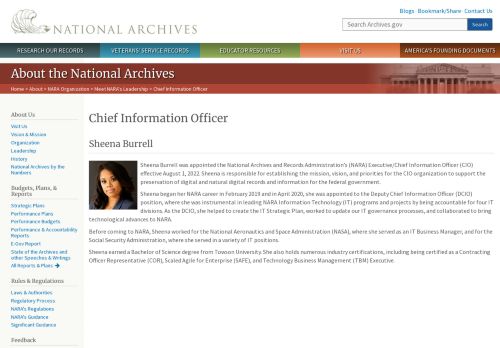 NATIONAL ARCHIVES
Blogs · Bookmark/Share · Contact Us
Search Archives.gov
Search
RESEARCH OUR RECORDS
VETERANS' SERVICE RECORDS
EDUCATOR RESOURCES
VISIT US
AMERICA'S FOUNDING DOCUMENTS
About the National Archives
Home > About > NARA Organization > Meet NARA's Leadership > Chief Information Officer
About Us
Visit Us
Vision & Mission
Organization
Leadership
History
National Archives by the
Numbers
Budgets, Plans, &
Reports
Strategic Plans
Performance Plans
Performance Budgets
Performance & Accountability
Reports
E-Gov Report
State of the Archives and
other Speeches & Writings
All Reports & Plans →
Rules & Regulations
Laws & Authorities
Regulatory Process
NARA's Regulations
NARA's Guidance
Significant Guidance
Feedback
Chief Information Officer
Sheena Burrell
Sheena Burrell was appointed the National Archives and Records Administration's (NARA) Executive/Chief Information Officer (CIO)
effective August 1, 2022. Sheena is responsible for establishing the mission, vision, and priorities for the CIO organization to support the
preservation of digital and natural digital records and information for the federal government.
Sheena began her NARA career in February 2019 and in April 2020, she was appointed to the Deputy Chief Information Officer (DCIO)
position, where she was instrumental in leading NARA Information Technology (IT) programs and projects by being accountable for four IT
divisions. As the DCIO, she helped to create the IT Strategic Plan, worked to update our IT governance processes, and collaborated to bring
technological advances to NARA.
Before coming to NARA, Sheena worked for the National Aeronautics and Space Administration (NASA), where she served as an IT Business Manager, and for the
Social Security Administration, where she served in a variety of IT positions.
Sheena earned a Bachelor of Science degree from Towson University. She also holds numerous industry certifications, including being certified as a Contracting
Officer Representative (COR), Scaled Agile for Enterprise (SAFE), and Technology Business Management (TBM) Executive.